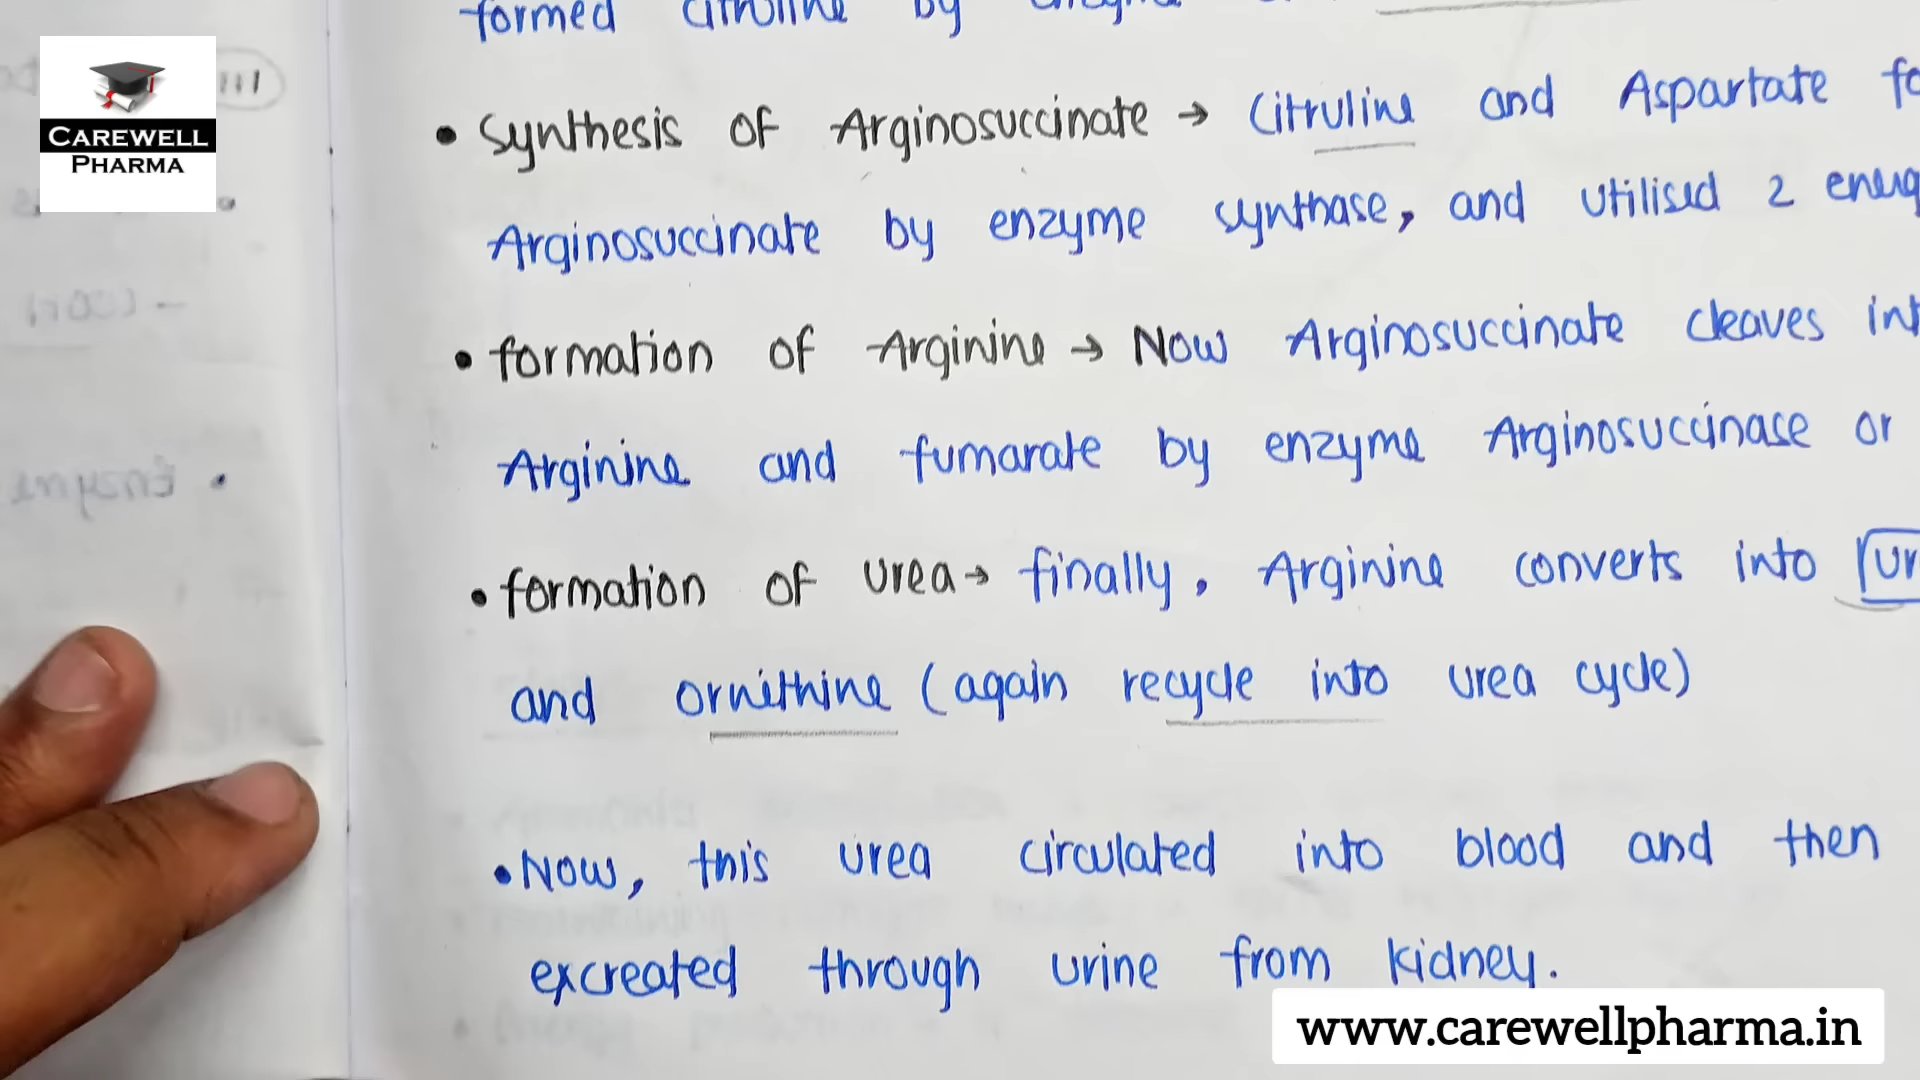 CAREWELL
PHARMA
formed citruline by
• Synthesis of Arginosuccinate → Citruline and Aspartate
Arginosuccinate by enzyme synthase, and utilised 2
• formation of Arginine → Now Arginosuccinate cleaves
Arginine and fumarate by enzyme Arginosuccinase or
• formation of urea → finally, Arginine converts into
and ornithine (again recycle into urea cycle)
• Now, this urea circulated into blood and then
excreated through urine from kidney.
www.carewellpharma.in